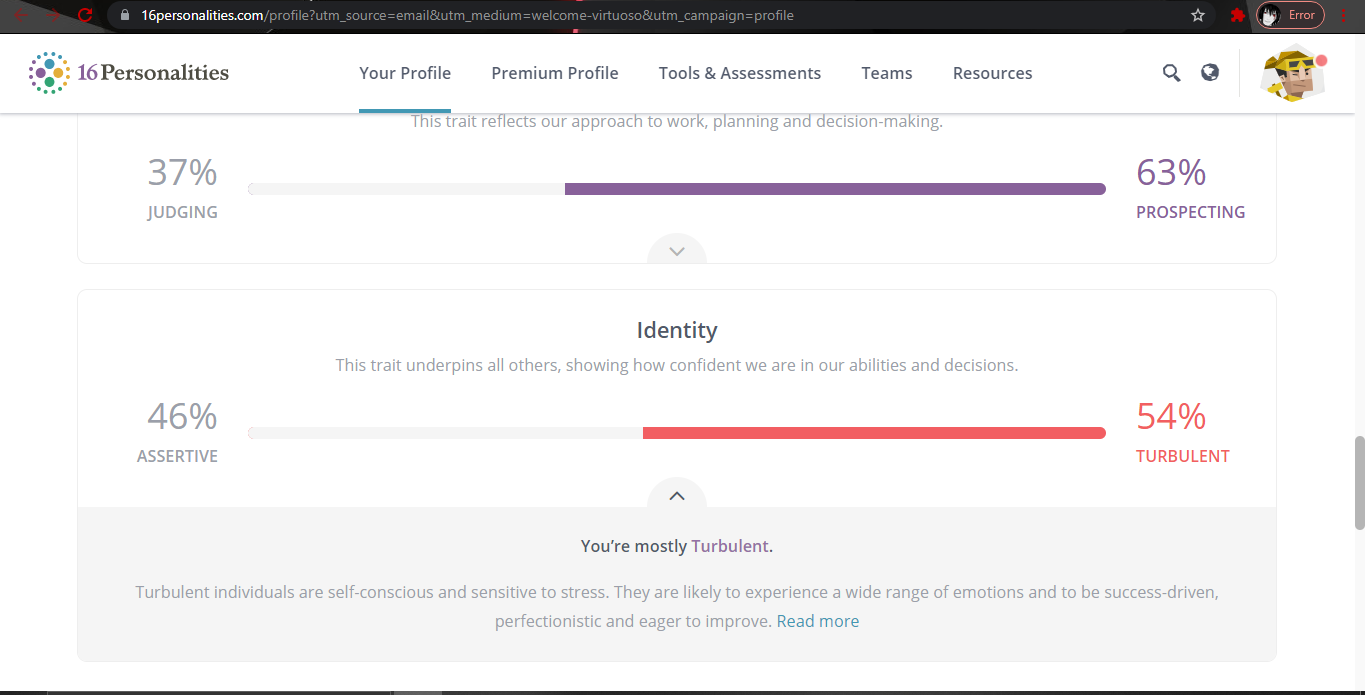 16personalities.com/profile?utm_source=email&utm_medium=welcome-virtuoso&utm_campaign=profile
Error
16Personalities
Your Profile
Premium Profile
Tools & Assessments
Teams
Resources
This trait reflects our approach to work, planning and decision-making.
37%
63%
JUDGING
PROSPECTING
Identity
This trait underpins all others, showing how confident we are in our abilities and decisions.
46%
54%
ASSERTIVE
TURBULENT
You’re mostly Turbulent.
Turbulent individuals are self-conscious and sensitive to stress. They are likely to experience a wide range of emotions and to be success-driven,
perfectionistic and eager to improve. Read more